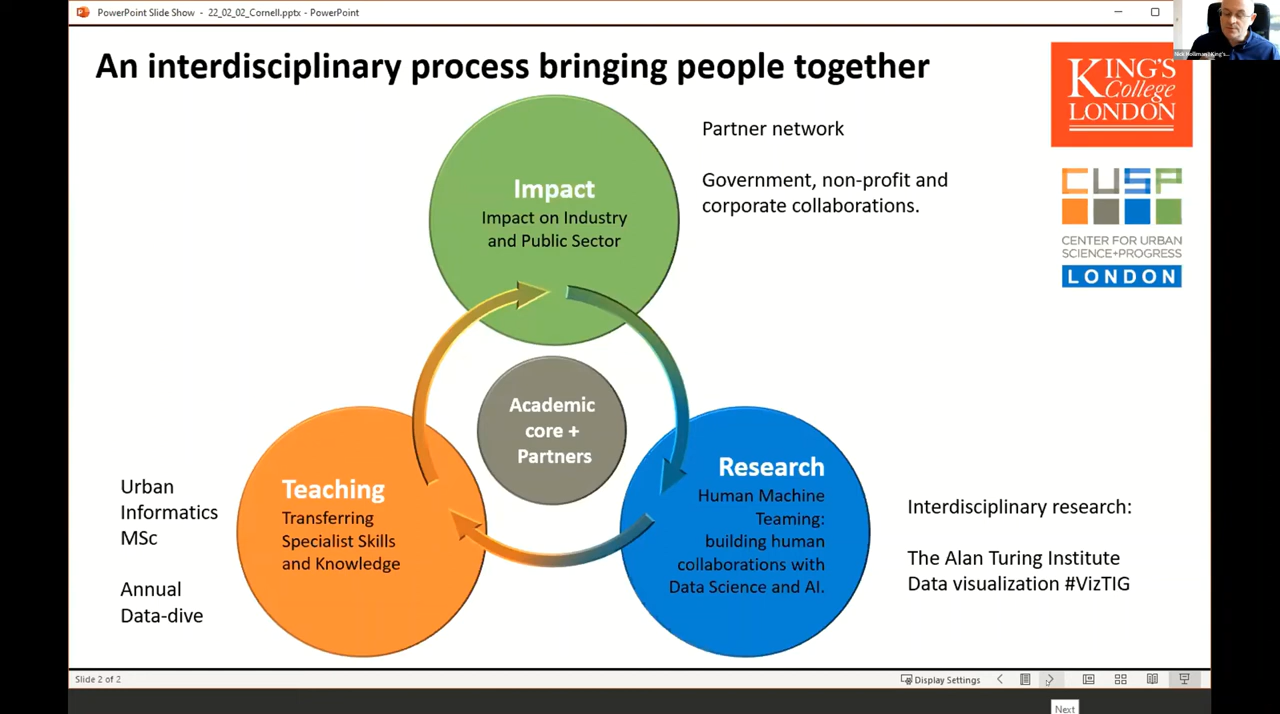 PowerPoint Slide Show - 22_02_02_Cornell.pptx - PowerPoint
An interdisciplinary process bringing people together
KING'S
College
LONDON
Partner network
Government, non-profit and
corporate collaborations.
CUSP
CENTER FOR URBAN
SCIENCE+PROGRESS
LONDON
Impact
Impact on Industry
and Public Sector
Academic
core +
Partners
Teaching
Transferring
Specialist Skills
and Knowledge
Urban
Informatics
MSc
Annual
Data-dive
Research
Human Machine
Teaming:
building human
collaborations with
Data Science and AI.
Interdisciplinary research:
The Alan Turing Institute
Data visualization #VizTIG
Slide 2 of 2
Display Settings
Next